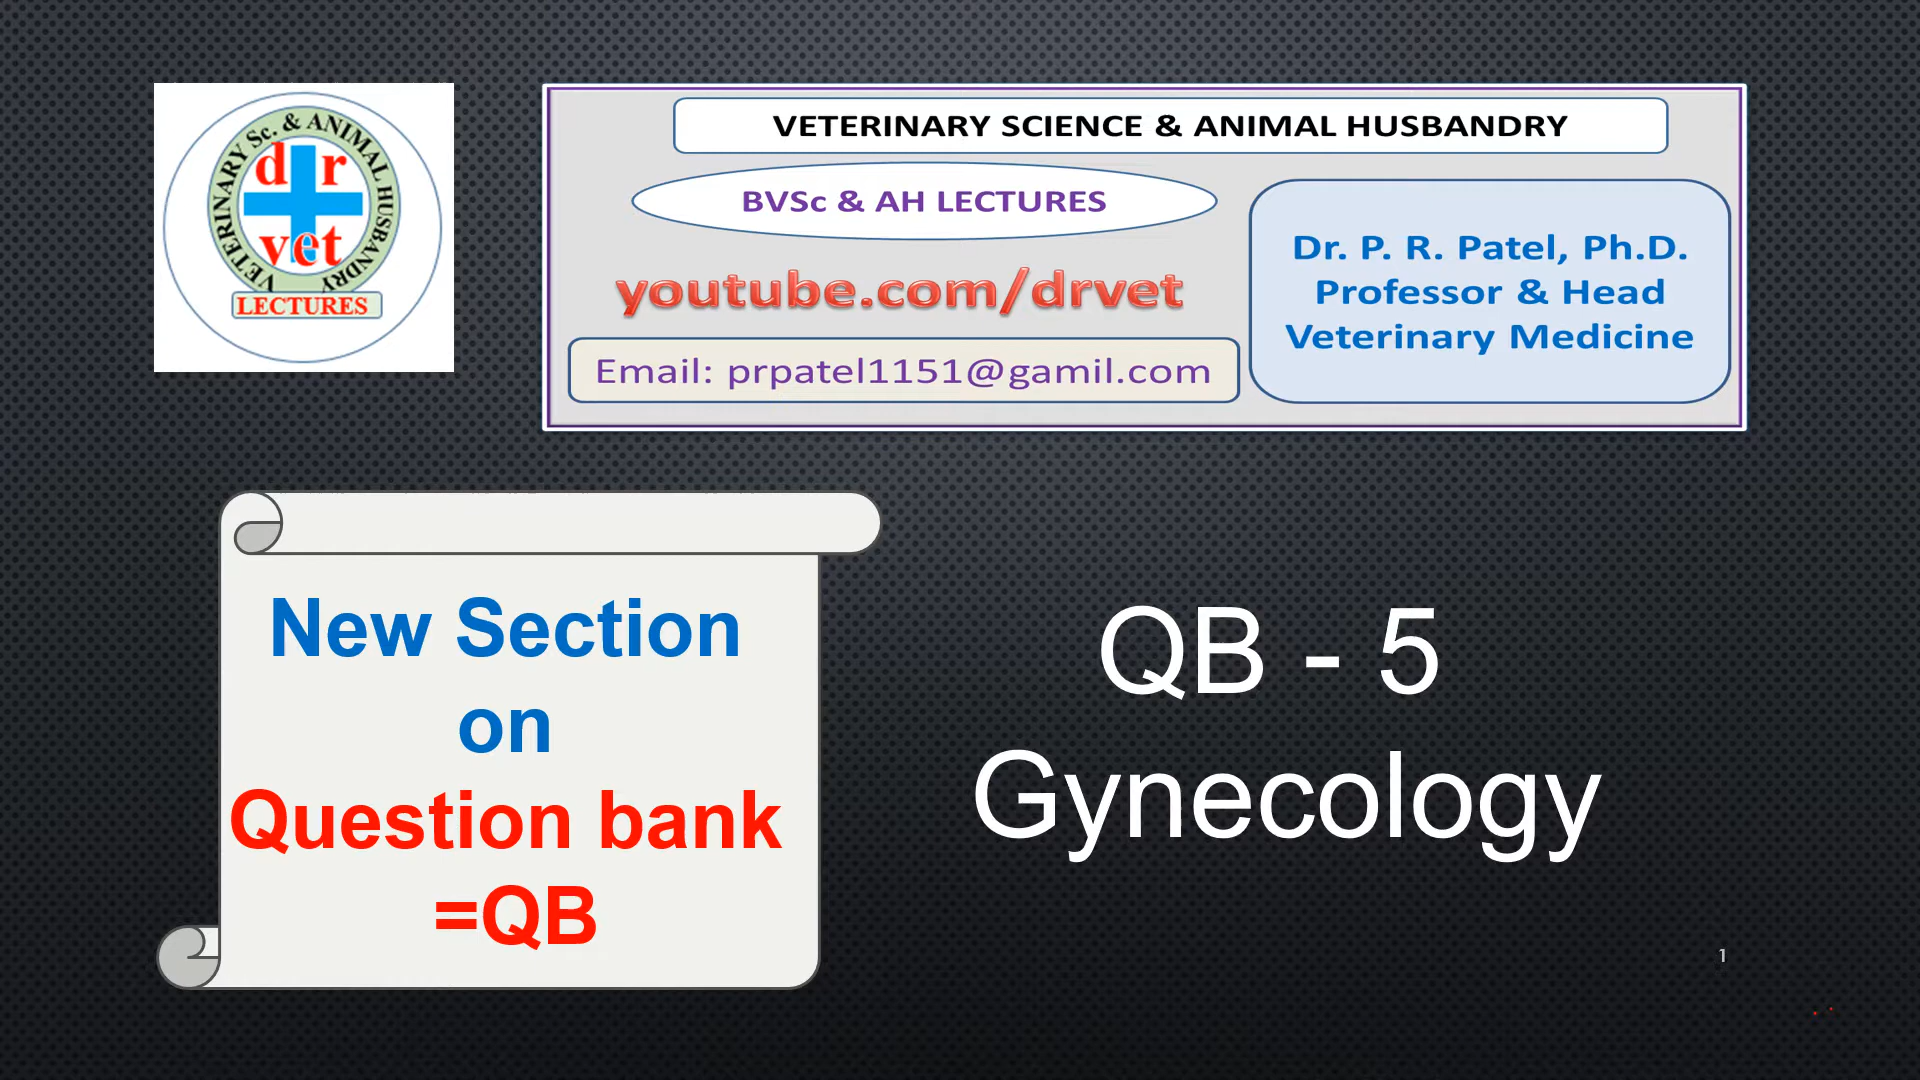 VETERINARY Sc. & ANIMAL HUSBANDRY
dr
vet
LECTURES
VETERINARY SCIENCE & ANIMAL HUSBANDRY
BVSc & AH LECTURES
youtube.com/drvet
Email: prpatel1151@gamil.com
Dr. P. R. Patel, Ph.D.
Professor & Head
Veterinary Medicine
New Section
on
Question bank
=QB
QB - 5
Gynecology
1